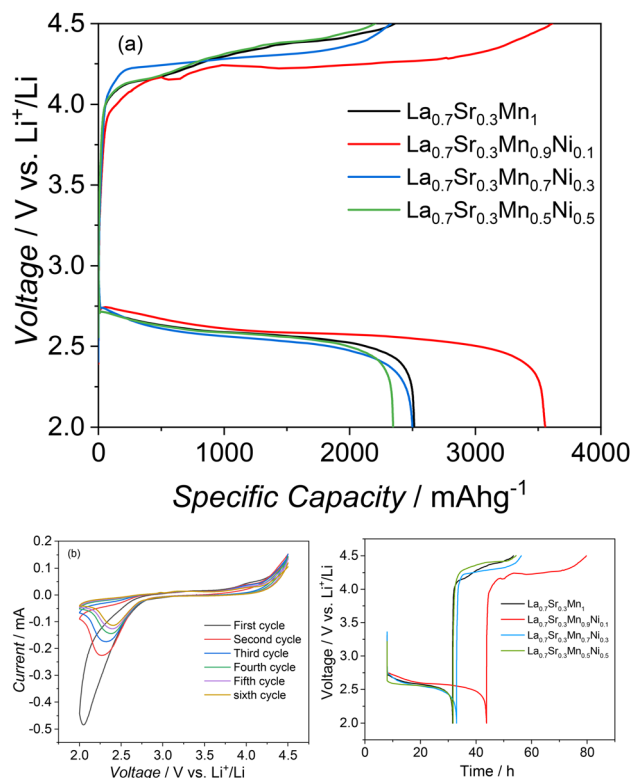 (a)
4.5
4.0
3.5
3.0
2.5
2.0
Voltage / V vs. Li⁺/Li
La₀.₇Sr₀.₃Mn₁
La₀.₇Sr₀.₃Mn₀.₉Ni₀.₁
La₀.₇Sr₀.₃Mn₀.₇Ni₀.₃
La₀.₇Sr₀.₃Mn₀.₅Ni₀.₅
0 1000 2000 3000 4000
Specific Capacity / mAhg⁻¹
(b)
0.2
0.1
0.0
-0.1
-0.2
-0.3
-0.4
-0.5
Current / mA
First cycle
Second cycle
Third cycle
Fourth cycle
Fifth cycle
sixth cycle
2.0 2.5 3.0 3.5 4.0 4.5
Voltage / V vs. Li⁺/Li
4.5
4.0
3.5
3.0
2.5
2.0
Voltage / V vs. Li⁺/Li
La₀.₇Sr₀.₃Mn₁
La₀.₇Sr₀.₃Mn₀.₉Ni₀.₁
La₀.₇Sr₀.₃Mn₀.₇Ni₀.₃
La₀.₇Sr₀.₃Mn₀.₅Ni₀.₅
0 20 40 60 80
Time / h